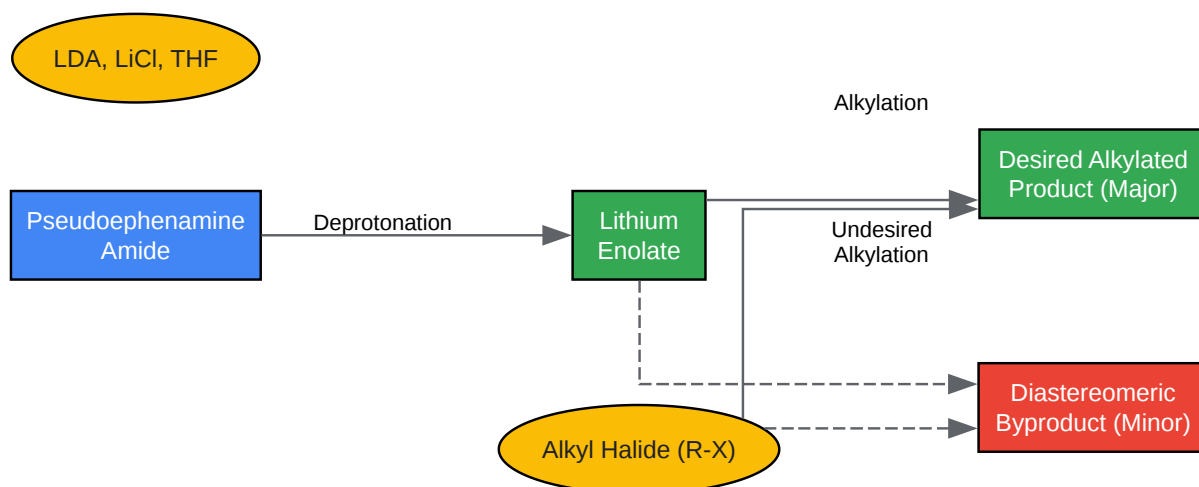 LDA, LiCl, THF
Alkylation
Desired Alkylated
Product (Major)
Pseudoephenamine
Amide
Deprotonation
Lithium
Enolate
Undesired
Alkylation
Diastereomeric
Byproduct (Minor)
Alkyl Halide (R-X)